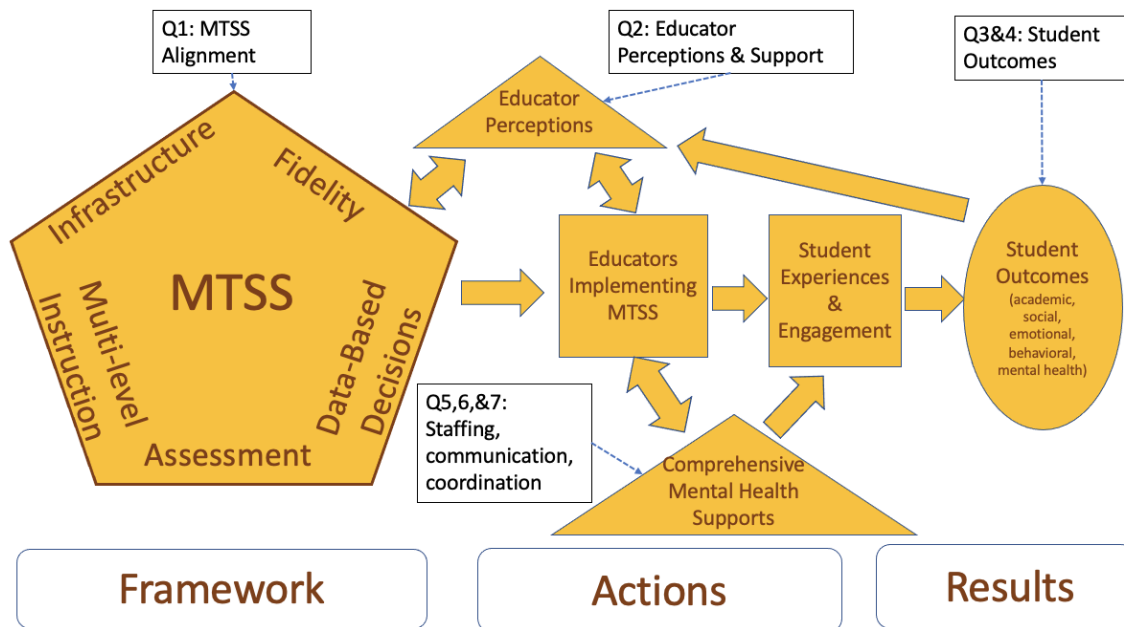 Q1: MTSS
Alignment
Q2: Educator
Perceptions & Support
Q3&4: Student
Outcomes
Educator
Perceptions
Infrastructure
Fidelity
MTSS
Multi-level
Instruction
Data-Based
Decisions
Assessment
Educators
Implementing
MTSS
Student
Experiences
&
Engagement
Student
Outcomes
(academic,
social,
emotional,
behavioral,
mental health)
Q5,6,&7:
Staffing,
communication,
coordination
Comprehensive
Mental Health
Supports
Framework
Actions
Results